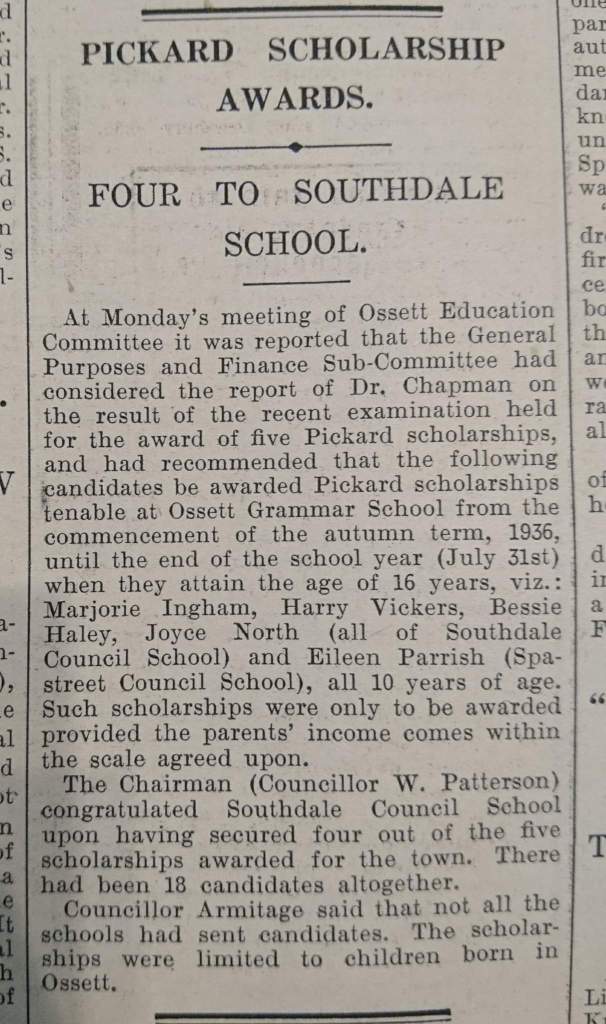 PICKARD SCHOLARSHIP
AWARDS.
FOUR TO SOUTHDALE
SCHOOL.
At Monday's meeting of Ossett Education
Committee it was reported that the General
Purposes and Finance Sub-Committee had
considered the report of Dr. Chapman on
the result of the recent examination held
for the award of five Pickard scholarships,
and had recommended that the following
candidates be awarded Pickard scholarships
tenable at Ossett Grammar School from the
commencement of the autumn term, 1936,
until the end of the school year (July 31st)
when they attain the age of 16 years, viz.:
Marjorie Ingham, Harry Vickers, Bessie
Haley, Joyce North (all of Southdale
Council School) and Eileen Parrish (Spa-
street Council School), all 10 years of age.
Such scholarships were only to be awarded
provided the parents' income comes within
the scale agreed upon.
The Chairman (Councillor W. Patterson)
congratulated Southdale Council School
upon having secured four out of the five
scholarships awarded for the town. There
had been 18 candidates altogether.
Councillor Armitage said that not all the
schools had sent candidates. The scholar-
ships were limited to children born in
Ossett.